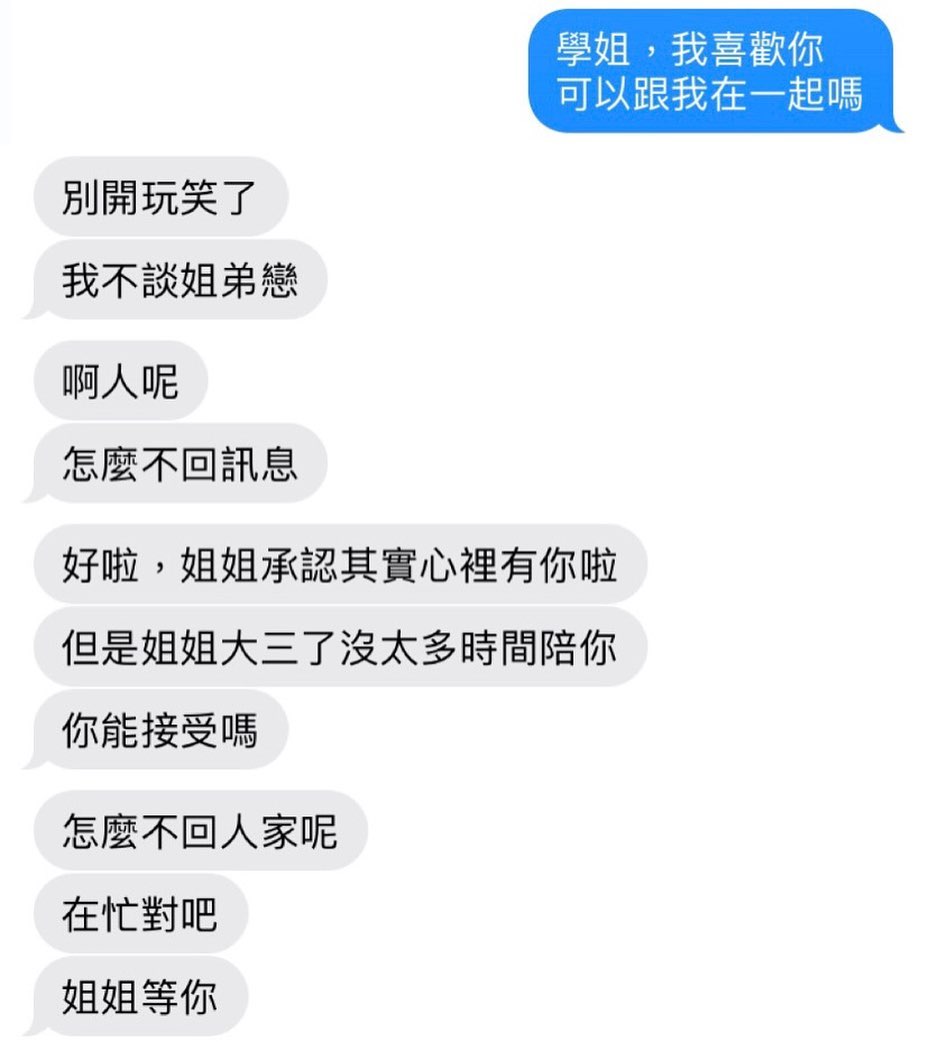 學姐，我喜歡你
可以跟我在一起嗎
別開玩笑了
我不談姐弟戀
啊人呢
怎麼不回訊息
好啦，姐姐承認其實心裡有你啦
但是姐姐大三了沒太多時間陪你
你能接受嗎
怎麼不回人家呢
在忙對吧
姐姐等你